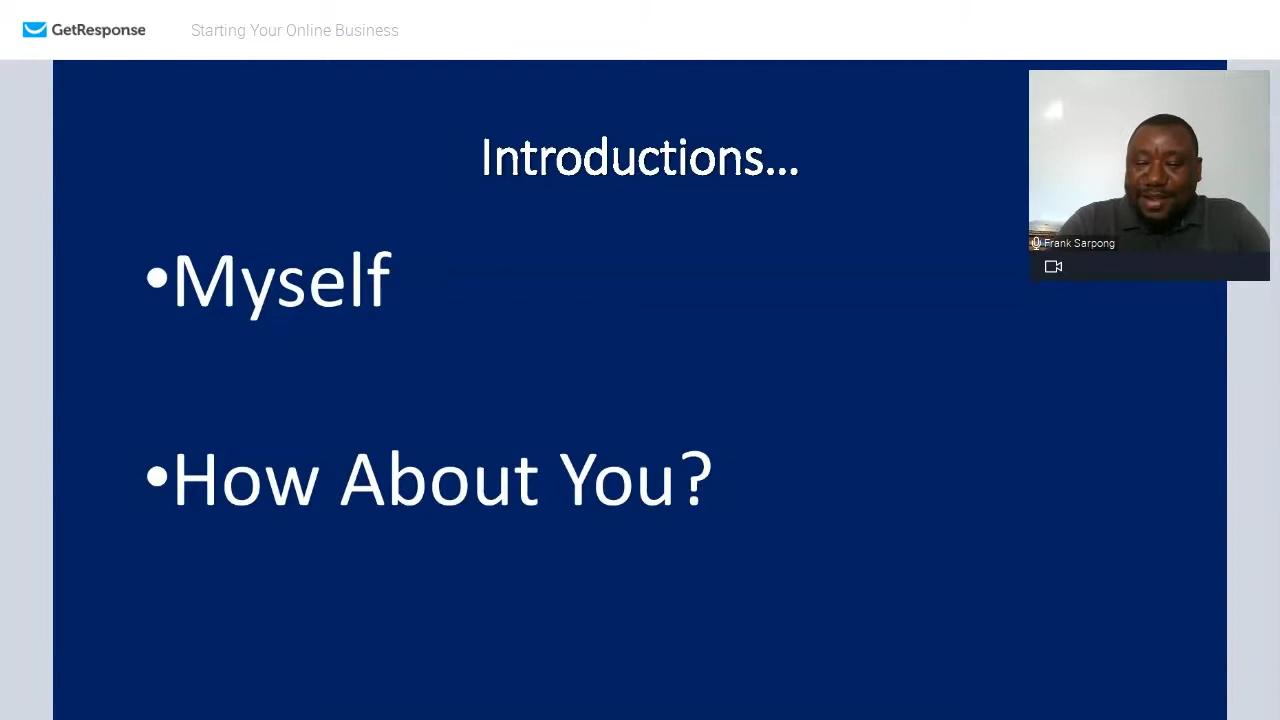 GetResponse
Starting Your Online Business
Introductions...
•Myself
•How About You?
Frank Sarpong